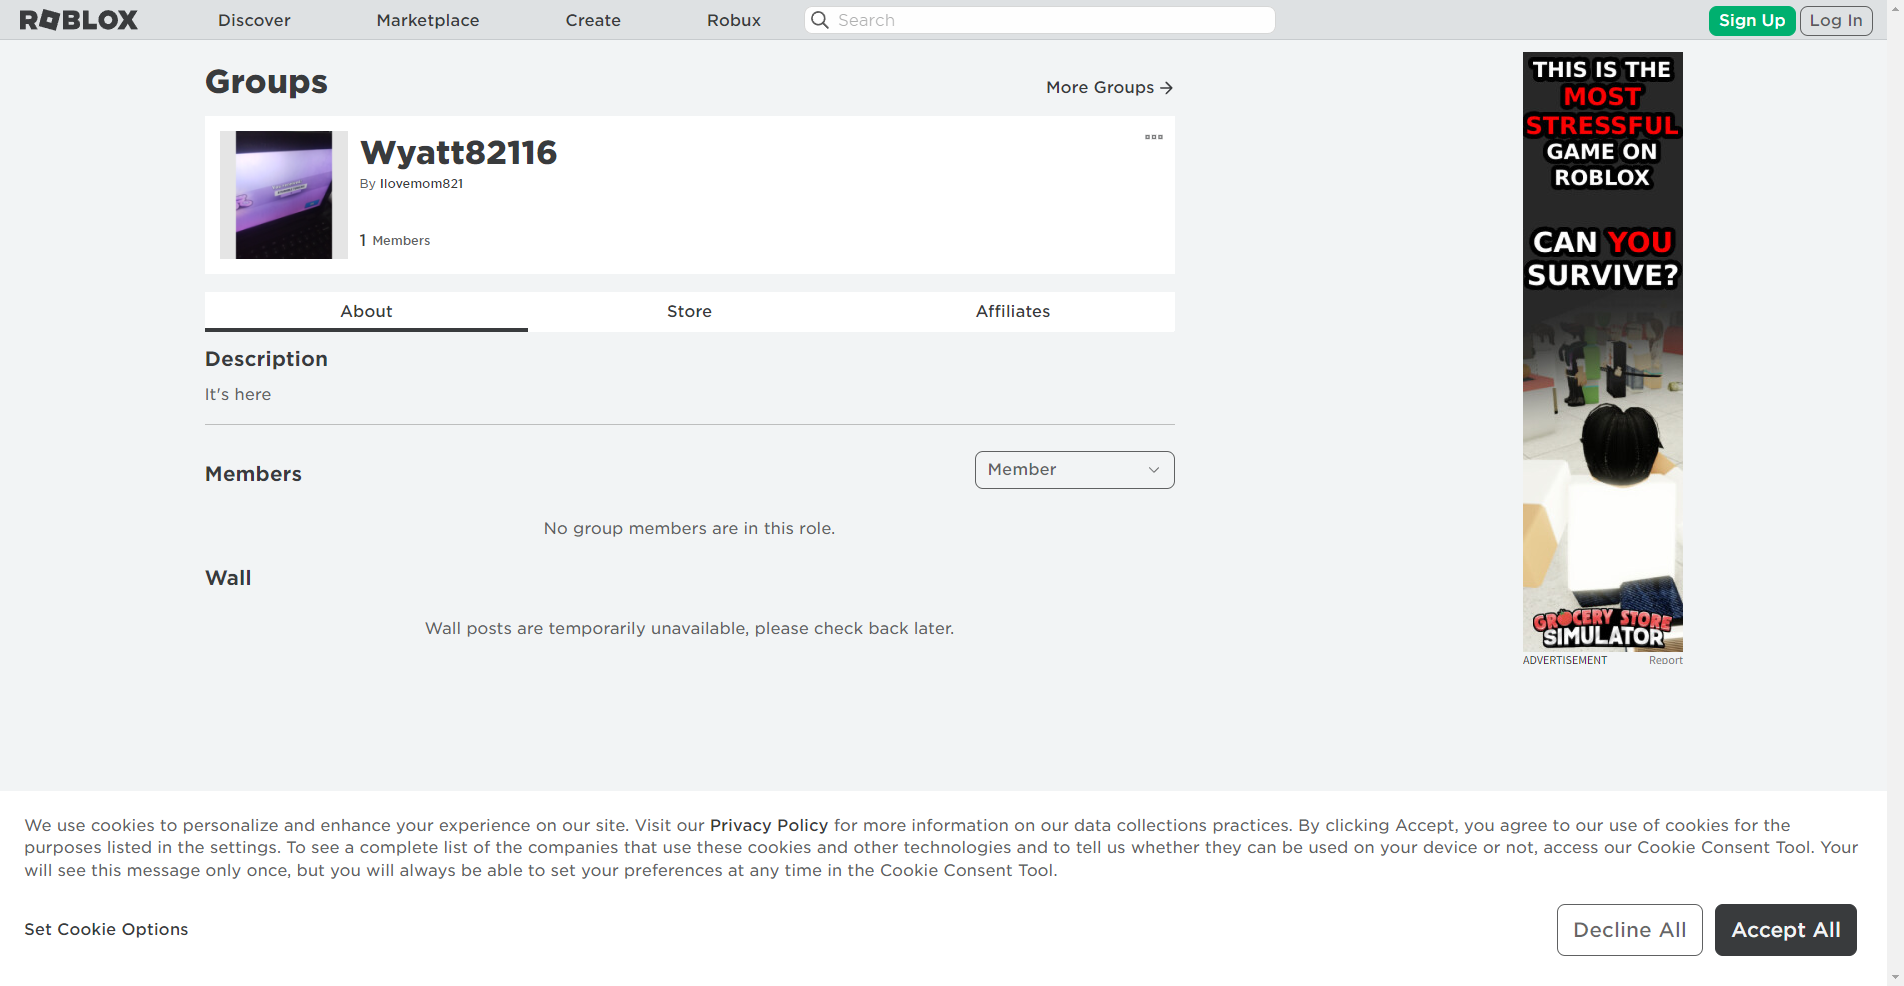 ROBLOX
Discover
Marketplace
Create
Robux
Search
Sign Up
Log In
Groups
More Groups
Wyatt82116
By Ilovemom821
1 Members
About
Store
Affiliates
Description
It's here
Members
Member
No group members are in this role.
Wall
Wall posts are temporarily unavailable, please check back later.
THIS IS THE
MOST
STRESSFUL
GAME ON
ROBLOX
CAN YOU
SURVIVE?
GROCERY STORE
SIMULATOR
ADVERTISEMENT
Report
We use cookies to personalize and enhance your experience on our site. Visit our Privacy Policy for more information on our data collections practices. By clicking Accept, you agree to our use of cookies for the
purposes listed in the settings. To see a complete list of the companies that use these cookies and other technologies and to tell us whether they can be used on your device or not, access our Cookie Consent Tool. Your
will see this message only once, but you will always be able to set your preferences at any time in the Cookie Consent Tool.
Set Cookie Options
Decline All
Accept All